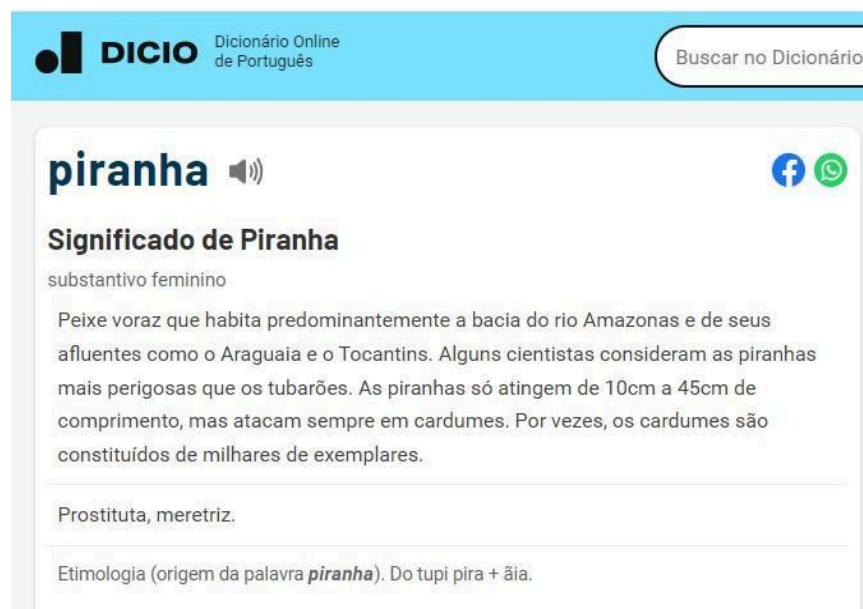 DICIO
Dicionário Online
de Português
Buscar no Dicionário
piranha
Significado de Piranha
substantivo feminino
Peixe voraz que habita predominantemente a bacia do rio Amazonas e de seus
afluentes como o Araguaia e o Tocantins. Alguns cientistas consideram as piranhas
mais perigosas que os tubarões. As piranhas só atingem de 10cm a 45cm de
comprimento, mas atacam sempre em cardumes. Por vezes, os cardumes são
constituídos de milhares de exemplares.
Prostituta, meretriz.
Etimologia (origem da palavra piranha). Do tupi pira + ãia.